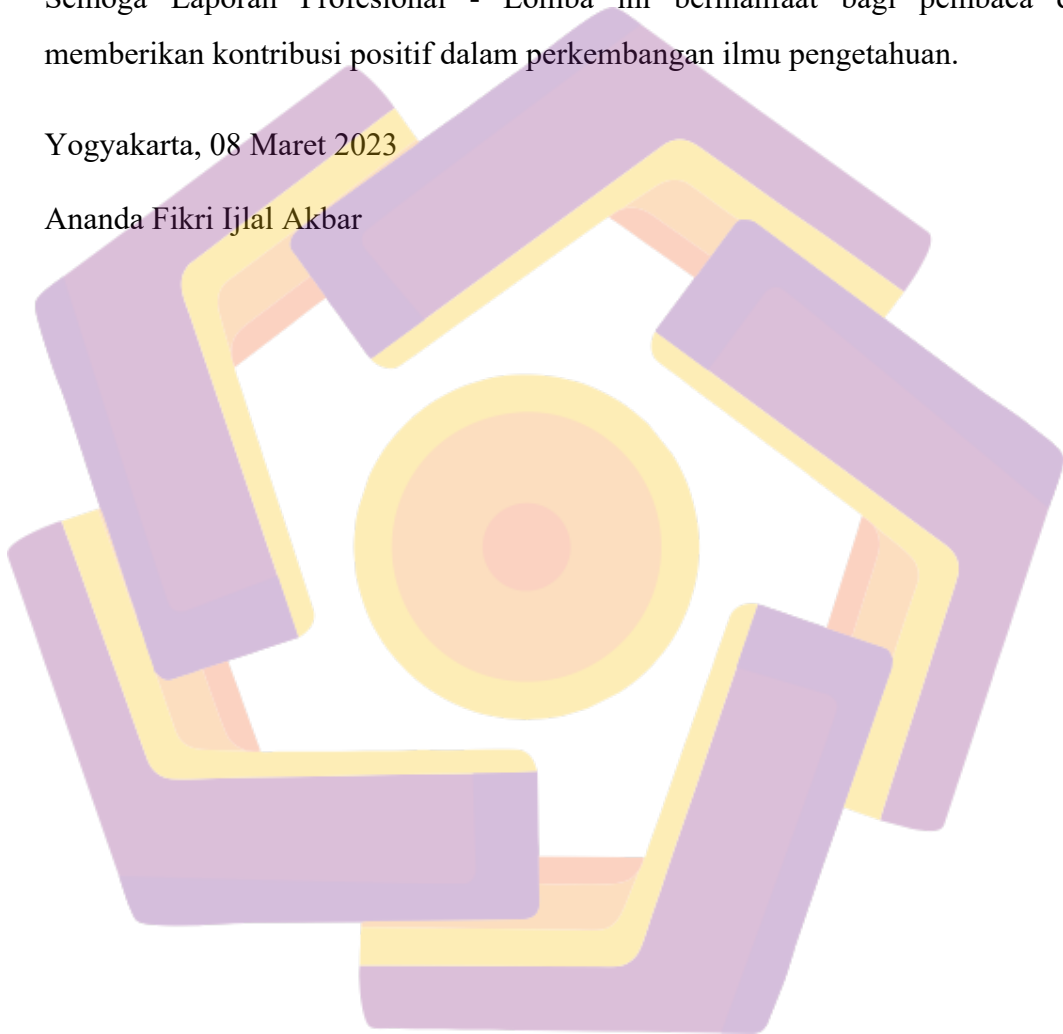 Semoga Laporan Profesional - Lomba ini bermanfaat bagi pembaca
memberikan kontribusi positif dalam perkembangan ilmu pengetahuan.
Yogyakarta, 08 Maret 2023
Ananda Fikri Ijlal Akbar